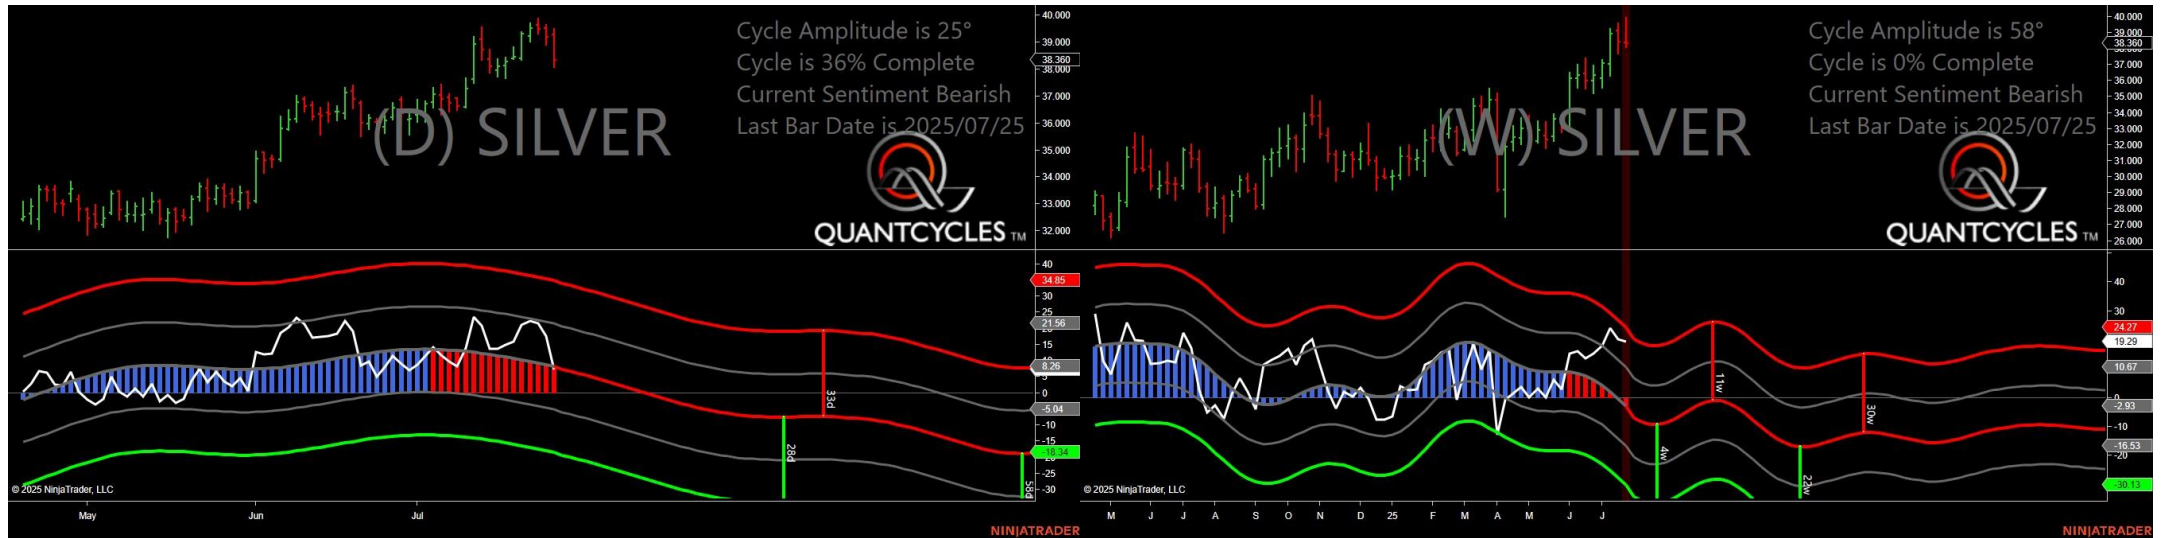 Cycle Amplitude is 25°
Cycle is 36% Complete
Current Sentiment Bearish
Last Bar Date is 2025/07/25
(D) SILVER
QUANTCYCLES TM
40.000
39.000
38.360
38.000
37.000
36.000
35.000
34.000
33.000
32.000
40
34.85
30
25
21.56
15
8.26
5
0
-5.04
-10
-15
-18.34
-25
-30
33d
28d
58d
© 2025 NinjaTrader, LLC
May Jun Jul
NINJATRADER
Cycle Amplitude is 58°
Cycle is 0% Complete
Current Sentiment Bearish
Last Bar Date is 2025/07/25
(W) SILVER
QUANTCYCLES TM
40.000
39.000
38.360
37.000
36.000
35.000
34.000
33.000
32.000
31.000
30.000
29.000
28.000
27.000
26.000
40
30
24.27
19.29
10.67
0
-2.93
-10
-16.53
-20
-30.13
11w
30w
4w
22w
© 2025 NinjaTrader, LLC
M J J A S O N D 25 F M A M J J
NINJATRADER